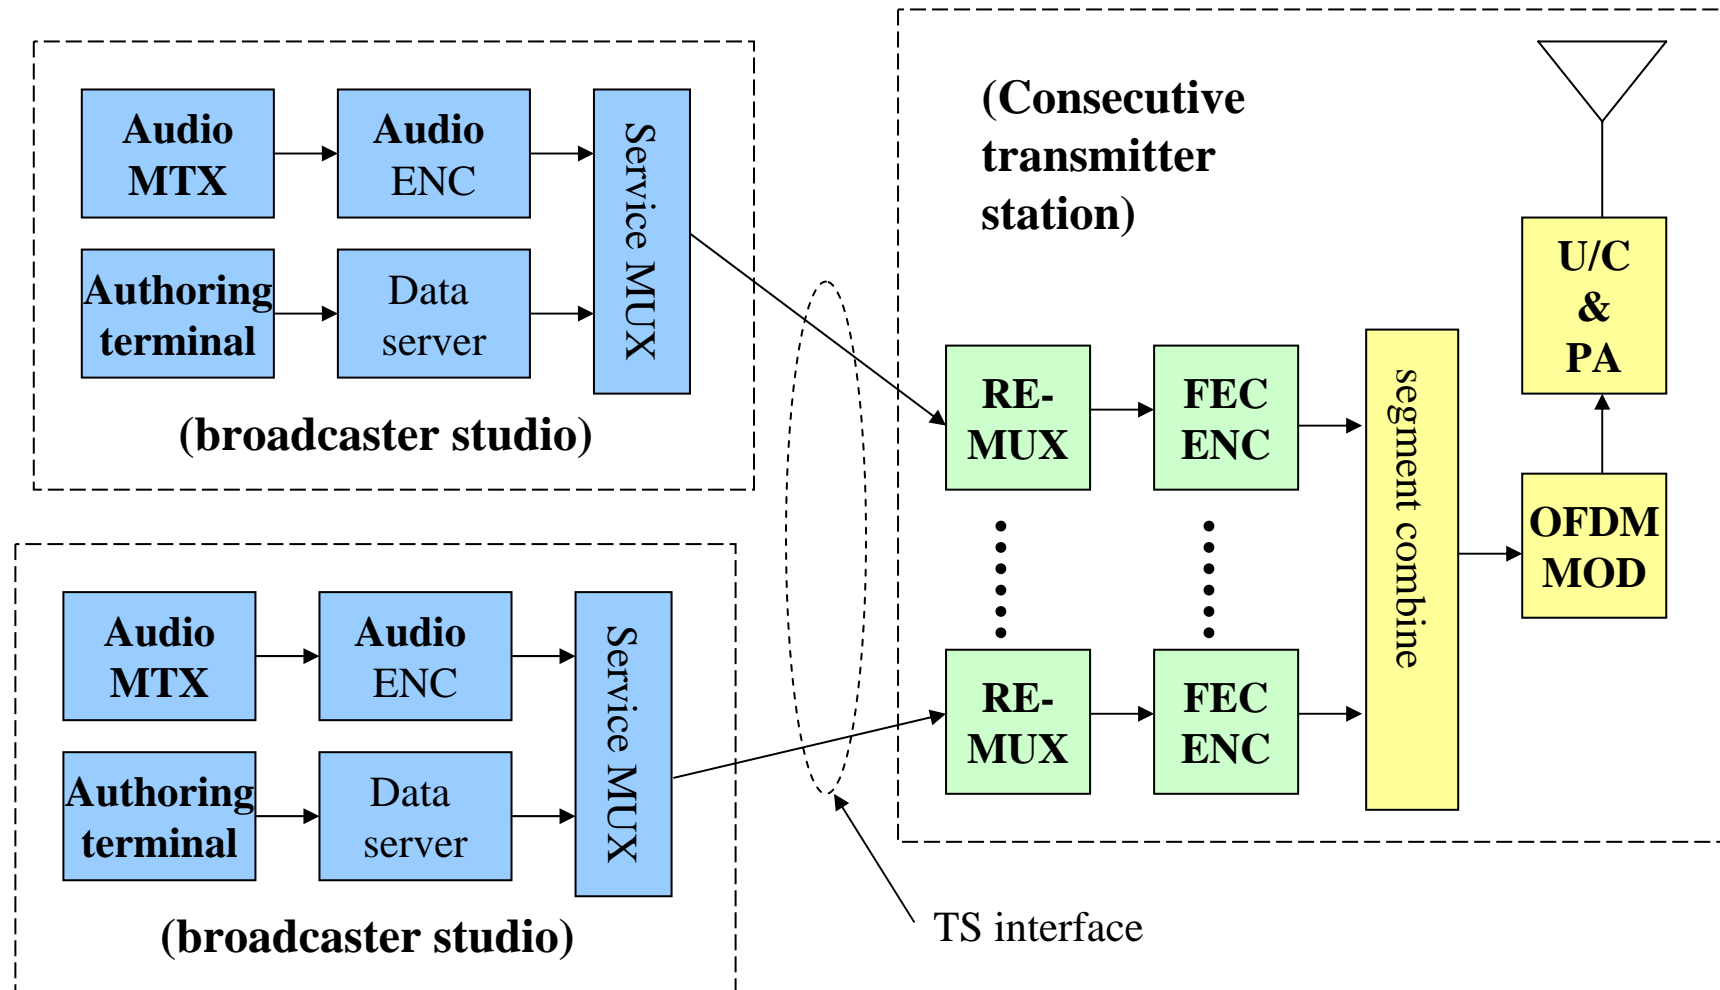 Audio
MTX
Audio
ENC
Service MUX
Authoring
terminal
Data
server
(broadcaster studio)
Audio
MTX
Audio
ENC
Service MUX
Authoring
terminal
Data
server
(broadcaster studio)
TS interface
(Consecutive
transmitter
station)
RE-
MUX
FEC
ENC
RE-
MUX
FEC
ENC
segment combine
OFDM
MOD
U/C
&
PA